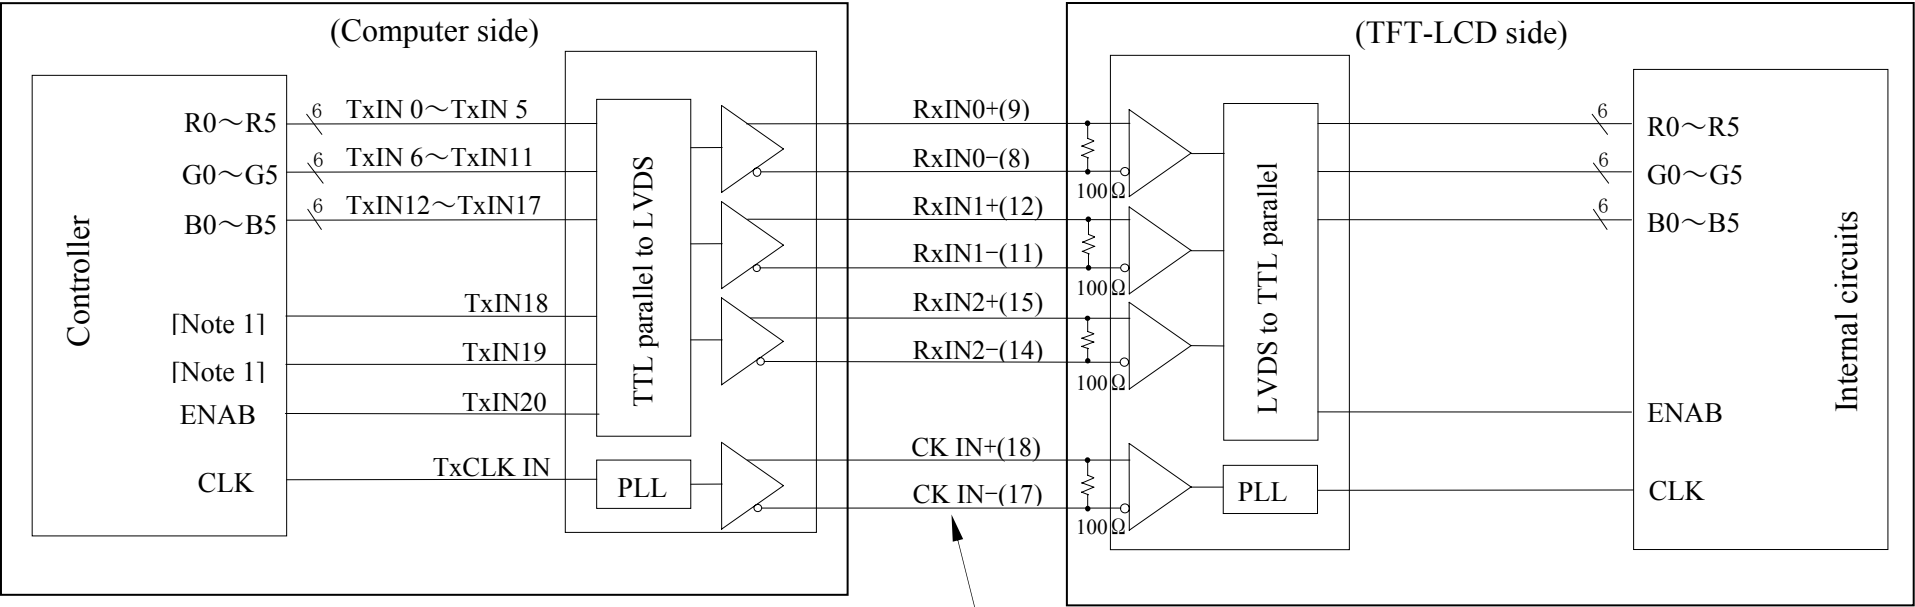 (Computer side)
(TFT-LCD side)
Controller
R0～R5
G0～G5
B0～B5
[Note 1]
[Note 1]
ENAB
CLK
6
6
6
TxIN 0～TxIN 5
TxIN 6～TxIN11
TxIN12～TxIN17
TxIN18
TxIN19
TxIN20
TxCLK IN
TTL parallel to LVDS
PLL
RxIN0+(9)
RxIN0−(8)
RxIN1+(12)
RxIN1−(11)
RxIN2+(15)
RxIN2−(14)
CK IN+(18)
CK IN−(17)
100Ω
100Ω
100Ω
100Ω
LVDS to TTL parallel
PLL
6
6
6
R0～R5
G0～G5
B0～B5
ENAB
CLK
Internal circuits